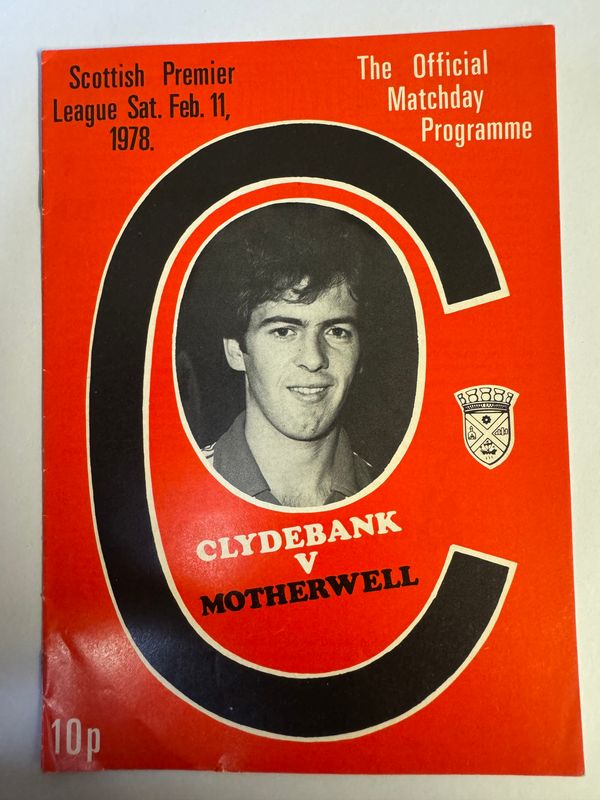 Scottish Premier
League Sat. Feb. 11,
1978.
The Official
Matchday
Programme
CLYDEBANK
V
MOTHERWELL
10p